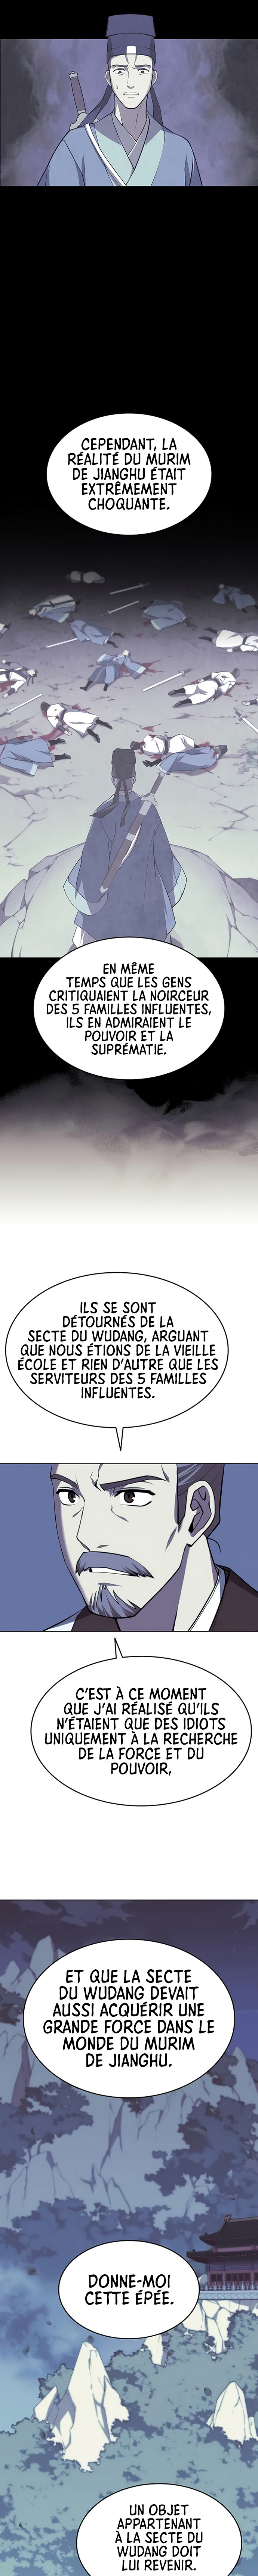 CEPENDANT, LA
RÉALITÉ DU MURIM
DE JIANGHU ÉTAIT
EXTRÊMEMENT
CHOQUANTE.
EN MÊME
TEMPS QUE LES GENS
CRITIQUAIENT LA NOIRCEUR
DES 5 FAMILLES INFLUENTES,
ILS EN ADMIRAIENT LE
POUVOIR ET LA
SUPRÉMATIE.
ILS SE SONT
DÉTOURNÉS DE LA
SECTE DU WUDANG, ARGUANT
QUE NOUS ÉTIONS DE LA VIEILLE
ÉCOLE ET RIEN D'AUTRE QUE LES
SERVITEURS DES 5 FAMILLES
INFLUENTES.
C'EST À CE MOMENT
QUE J'AI RÉALISÉ QU'ILS
N'ÉTAIENT QUE DES IDIOTS
UNIQUEMENT À LA RECHERCHE
DE LA FORCE ET DU
POUVOIR,
ET QUE LA SECTE
DU WUDANG DEVAIT
AUSSI ACQUÉRIR UNE
GRANDE FORCE DANS LE
MONDE DU MURIM
DE JIANGHU.
DONNE-MOI
CETTE ÉPÉE.
UN OBJET
APPARTENANT
À LA SECTE DU
WUDANG DOIT
LUI REVENIR.